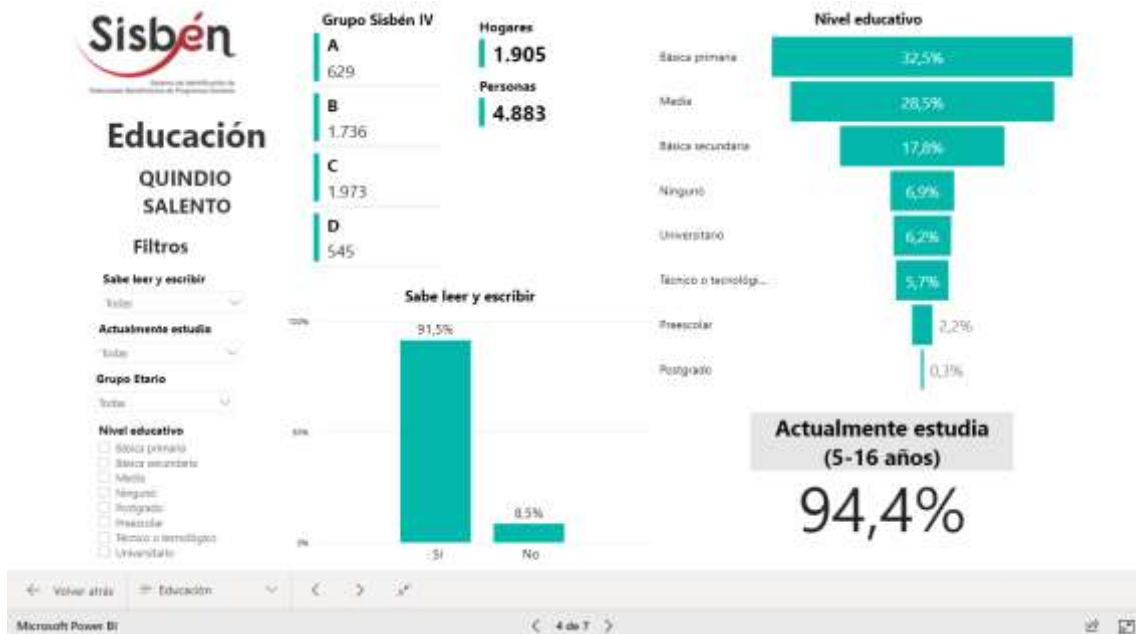 Sisbén
Educación
QUINDIO
SALENTO
Filtros
Sabe leer y escribir
Todas
Actualmente estudia
Todas
Grupo Etario
Todas
Nivel educativo
Básica primaria
Básica secundaria
Media
Ninguno
Postgrado
Preescolar
Técnico o tecnológico
Universitario
Grupo Sisbén IV
A
629
B
1.736
C
1.973
D
545
Hogares
1.905
Personas
4.883
Sabe leer y escribir
100%
50%
0%
91,5%
8,5%
Sí
No
Nivel educativo
Básica primaria 32,5%
Media 28,5%
Básica secundaria 17,8%
Ninguno 6,9%
Universitario 6,2%
Técnico o tecnológi... 5,7%
Preescolar 2,2%
Postgrado 0,3%
Actualmente estudia
(5-16 años)
94,4%
Volver atrás
Educación
Microsoft Power BI
4 de 7